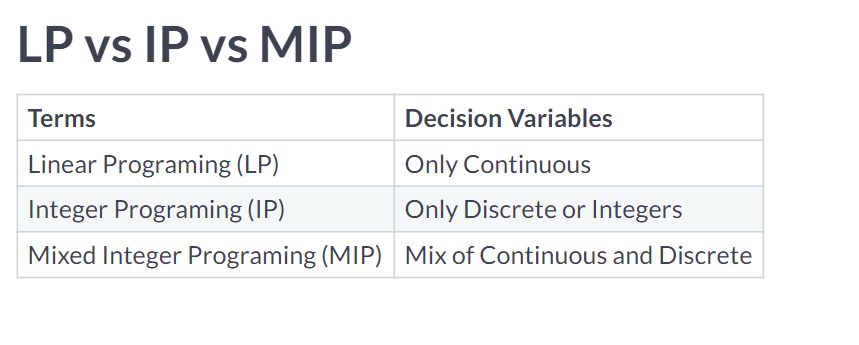 LP vs IP vs MIP
Terms Decision Variables
Linear Programing (LP) Only Continuous
Integer Programing (IP) Only Discrete or Integers
Mixed Integer Programing (MIP) Mix of Continuous and Discrete